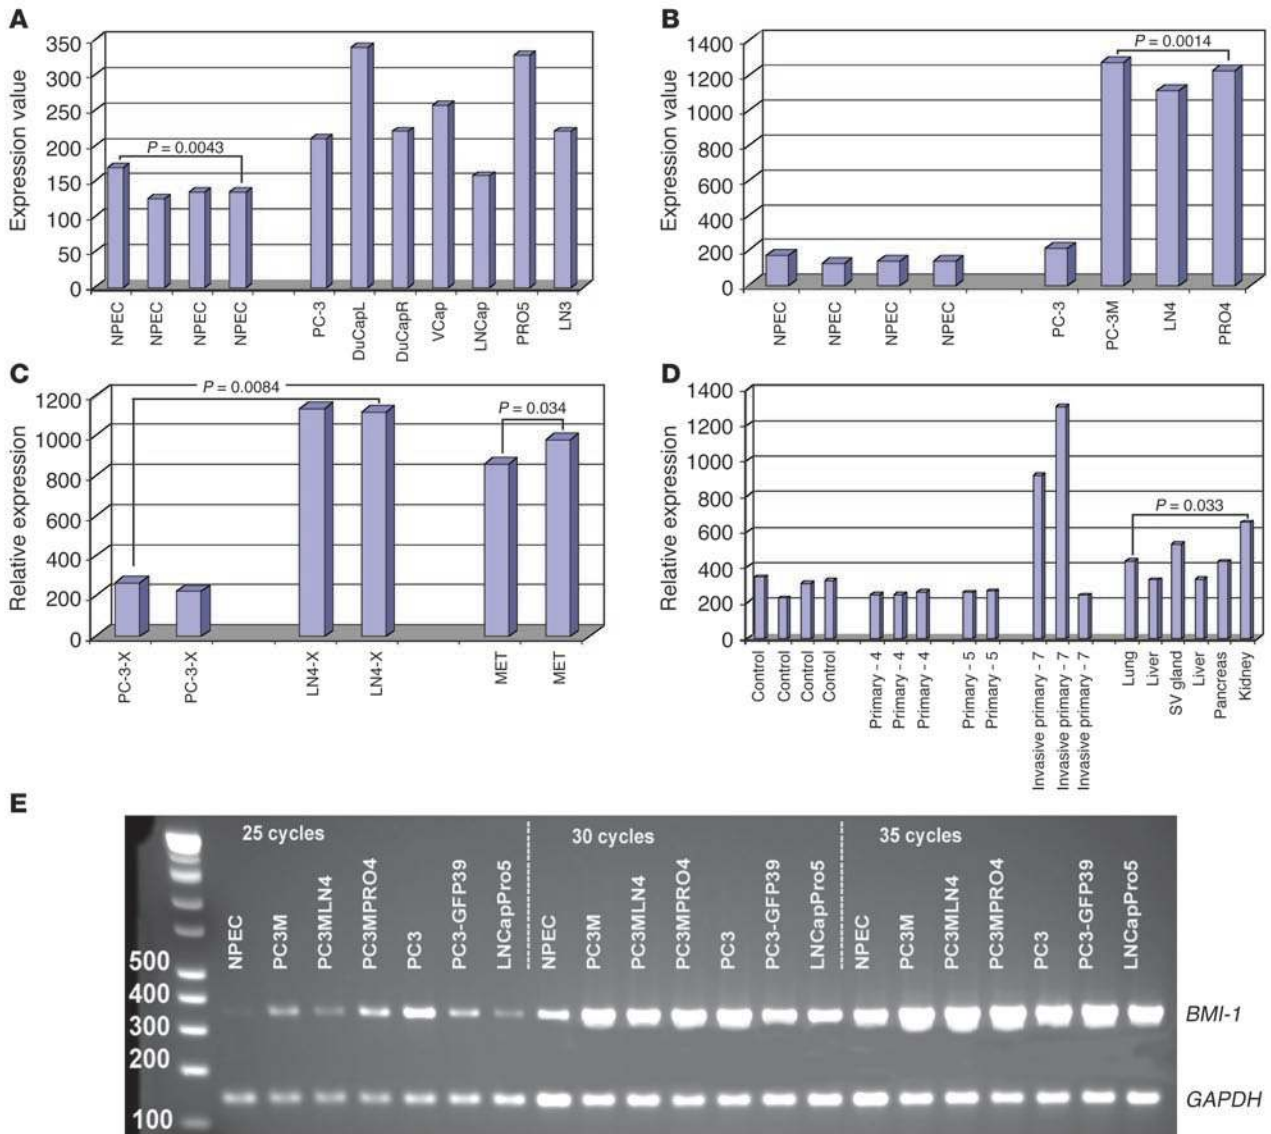 A
Expression value
350
300
250
200
150
100
50
0
P = 0.0043
NPEC
NPEC
NPEC
NPEC
PC-3
DuCapL
DuCapR
VCap
LNCap
PRO5
LN3
B
Expression value
1400
1200
1000
800
600
400
200
0
P = 0.0014
NPEC
NPEC
NPEC
NPEC
PC-3
PC-3M
LN4
PRO4
C
Relative expression
1200
1000
800
600
400
200
0
P = 0.0084
P = 0.034
PC-3-X
PC-3-X
LN4-X
LN4-X
MET
MET
D
Relative expression
1400
1200
1000
800
600
400
200
0
P = 0.033
Control
Control
Control
Control
Primary - 4
Primary - 4
Primary - 4
Primary - 5
Primary - 5
Invasive primary - 7
Invasive primary - 7
Invasive primary - 7
Lung
Liver
SV gland
Liver
Pancreas
Kidney
E
25 cycles
30 cycles
35 cycles
NPEC
PC3M
PC3MLN4
PC3MPRO4
PC3
PC3-GFP39
LNCapPro5
NPEC
PC3M
PC3MLN4
PC3MPRO4
PC3
PC3-GFP39
LNCapPro5
NPEC
PC3M
PC3MLN4
PC3MPRO4
PC3
PC3-GFP39
LNCapPro5
500
400
300
200
100
BMI-1
GAPDH